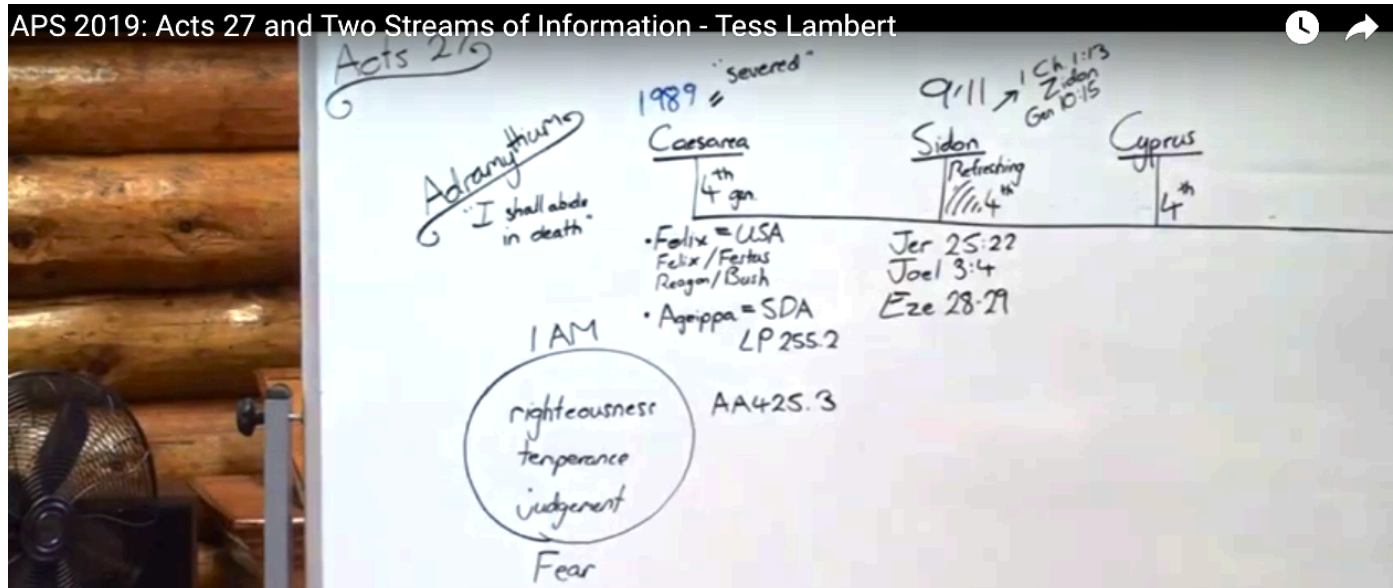 APS 2019: Acts 27 and Two Streams of Information - Tess Lambert
Acts 27
Adramyttium
"I shall abide
in death"
1989 = "severed"
Caesarea
4th
gen.
• Felix = USA
Felix/Festus
Reagan/Bush
• Agrippa = SDA
LP 255.2
9/11 → 1 Ch. 1:13
Zidon
Gen 10:15
Sidon
Refreshing
4th
Jer 25:22
Joel 3:4
Eze 28-29
Cyprus
4th
I AM
righteousness
temperance
judgement
Fear
AA425.3